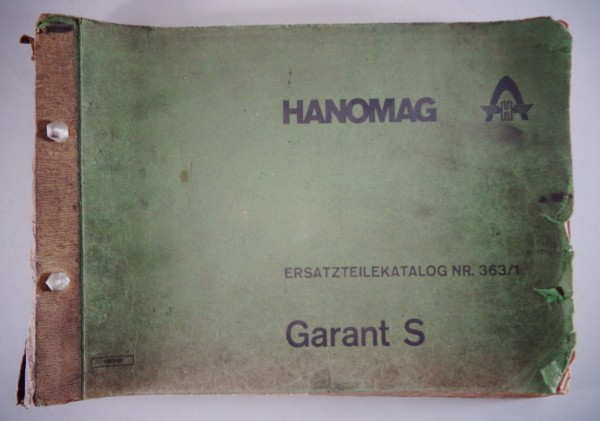 HANOMAG
H
ERSATZTEILEKATALOG NR. 363/1
Garant S